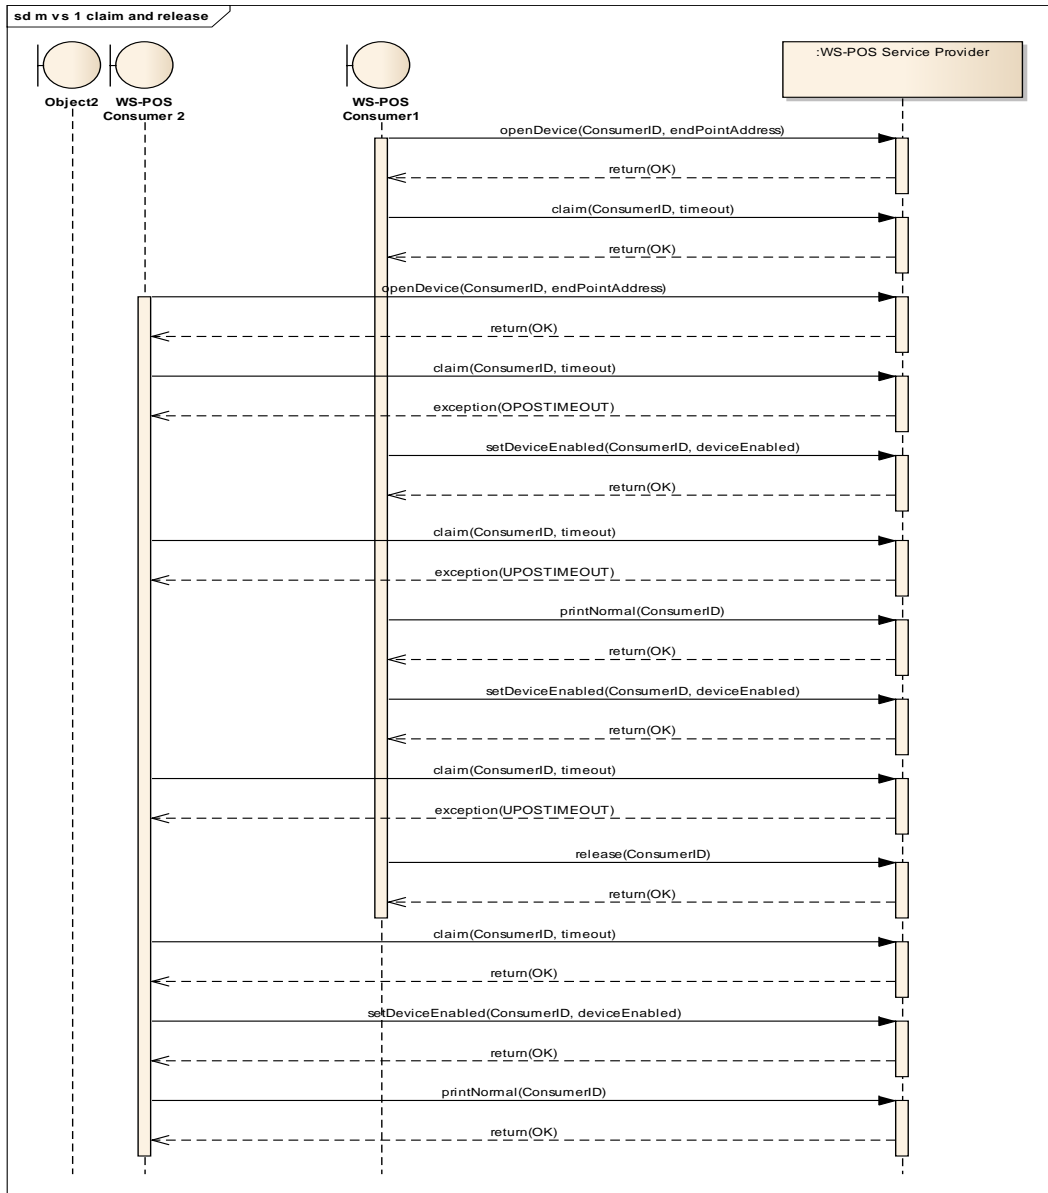 sd m v s 1 claim and release
:WS-POS Service Provider
Object2
WS-POS
Consumer 2
WS-POS
Consumer1
openDevice(ConsumerID, endPointAddress)
return(OK)
claim(ConsumerID, timeout)
return(OK)
openDevice(ConsumerID, endPointAddress)
return(OK)
claim(ConsumerID, timeout)
exception(OPOSTIMEOUT)
setDeviceEnabled(ConsumerID, deviceEnabled)
return(OK)
claim(ConsumerID, timeout)
exception(UPOSTIMEOUT)
printNormal(ConsumerID)
return(OK)
setDeviceEnabled(ConsumerID, deviceEnabled)
return(OK)
claim(ConsumerID, timeout)
exception(UPOSTIMEOUT)
release(ConsumerID)
return(OK)
claim(ConsumerID, timeout)
return(OK)
setDeviceEnabled(ConsumerID, deviceEnabled)
return(OK)
printNormal(ConsumerID)
return(OK)